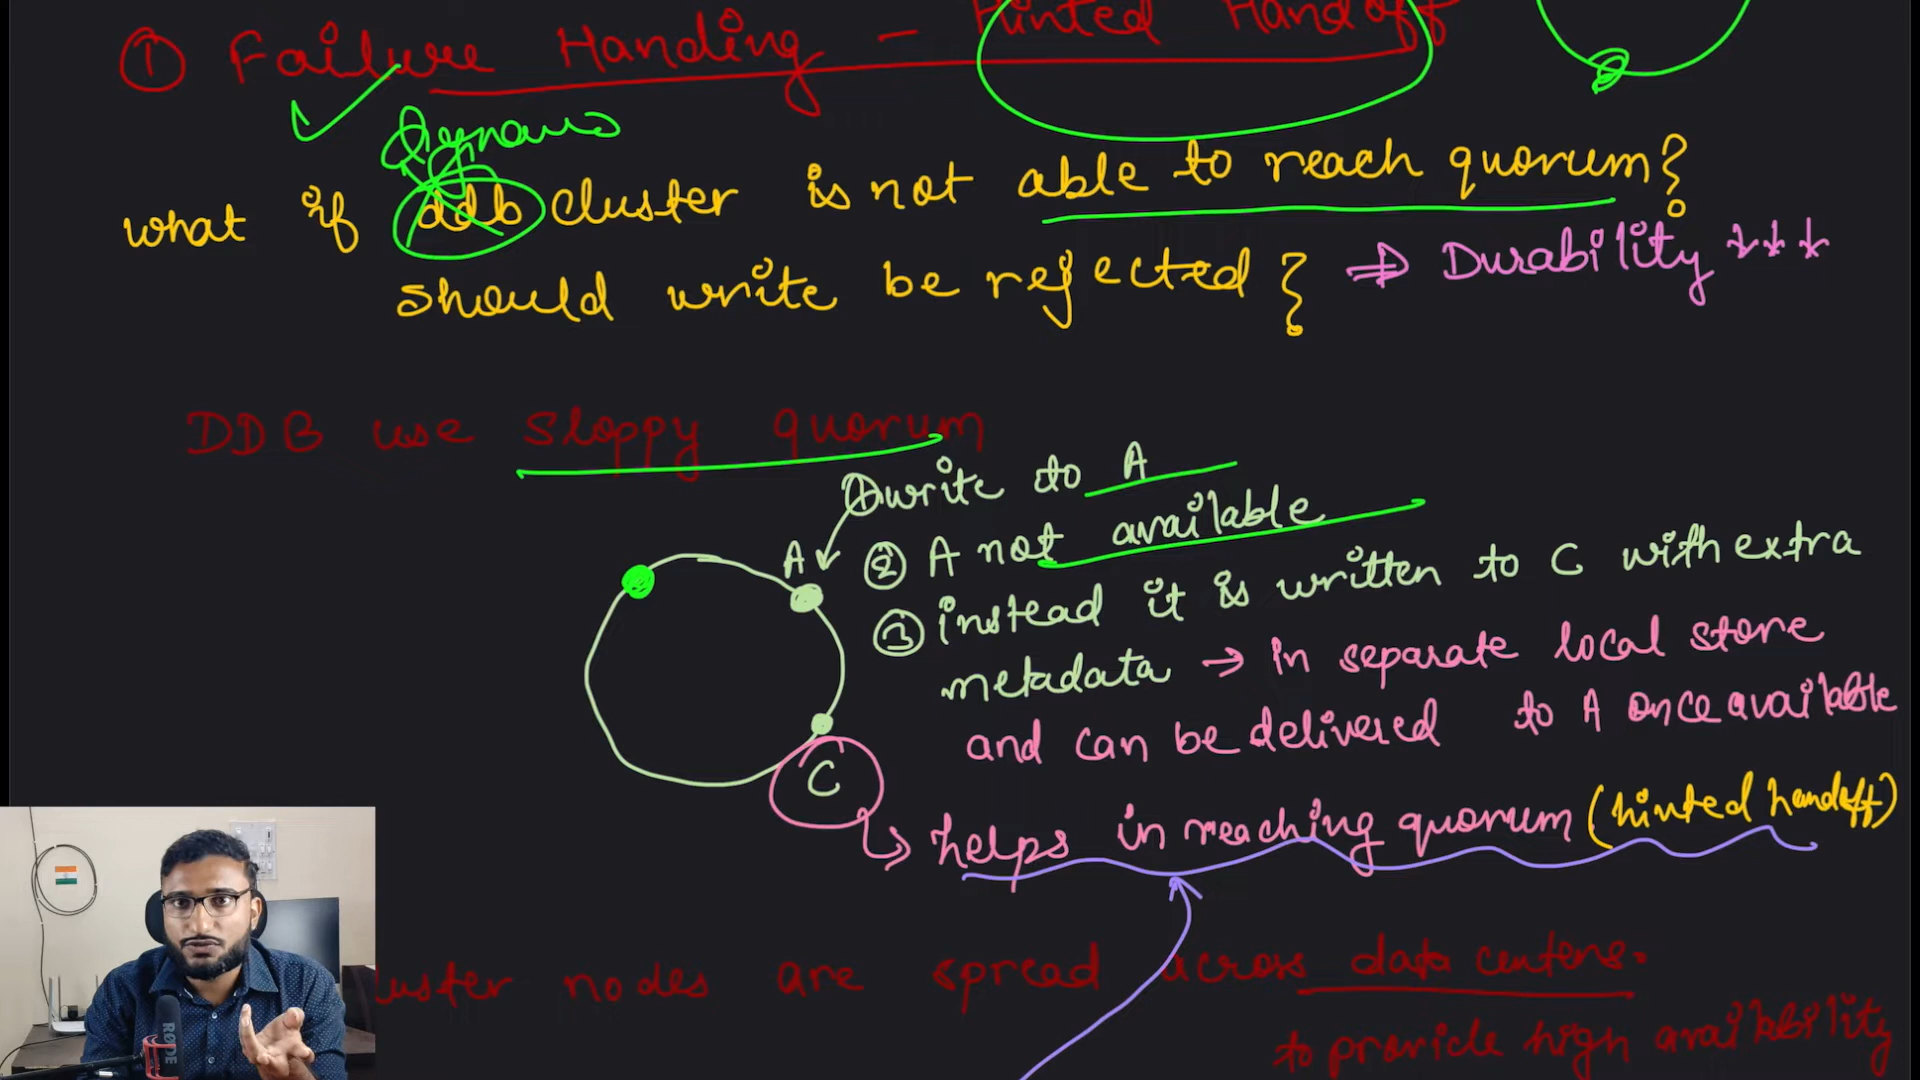 ① Failure Handing - Hinted Handoff
Dynamo
what if ddb cluster is not able to reach quorum?
should write be rejected ? ⇒ Durability ↓↓↓
DDB use sloppy quorum
① write to A
② A not available
A
③ instead it is written to C with extra
metadata → in separate local store
and can be delivered to A once available
C
↳ helps in reaching quorum (hinted handoff)
cluster nodes are spread across data centers.
to provide high availability
RØDE